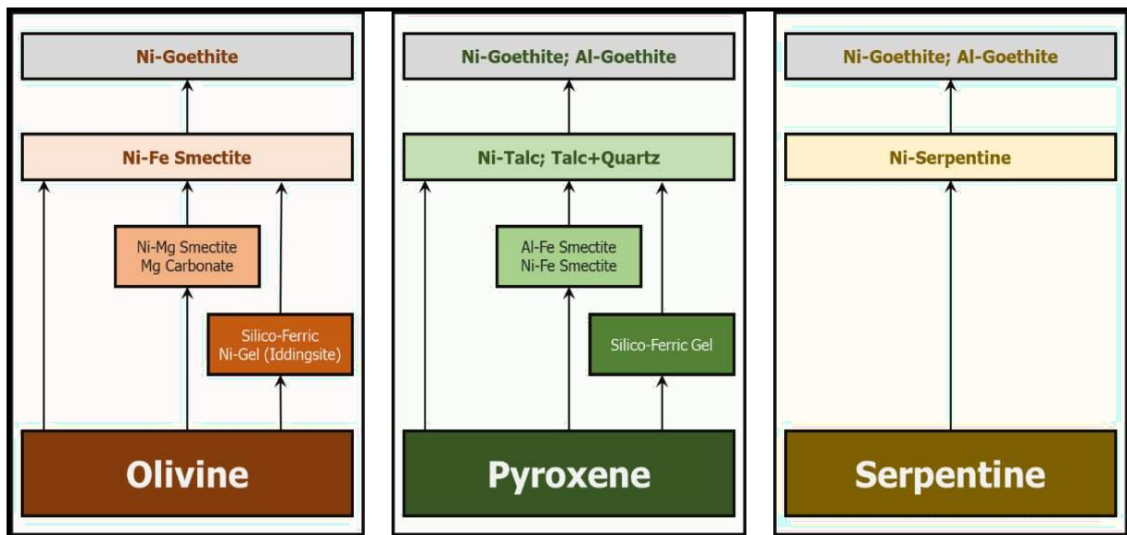 Ni-Goethite
Ni-Fe Smectite
Ni-Mg Smectite
Mg Carbonate
Silico-Ferric
Ni-Gel (Iddingsite)
Olivine
Ni-Goethite; Al-Goethite
Ni-Talc; Talc+Quartz
Al-Fe Smectite
Ni-Fe Smectite
Silico-Ferric Gel
Pyroxene
Ni-Goethite; Al-Goethite
Ni-Serpentine
Serpentine